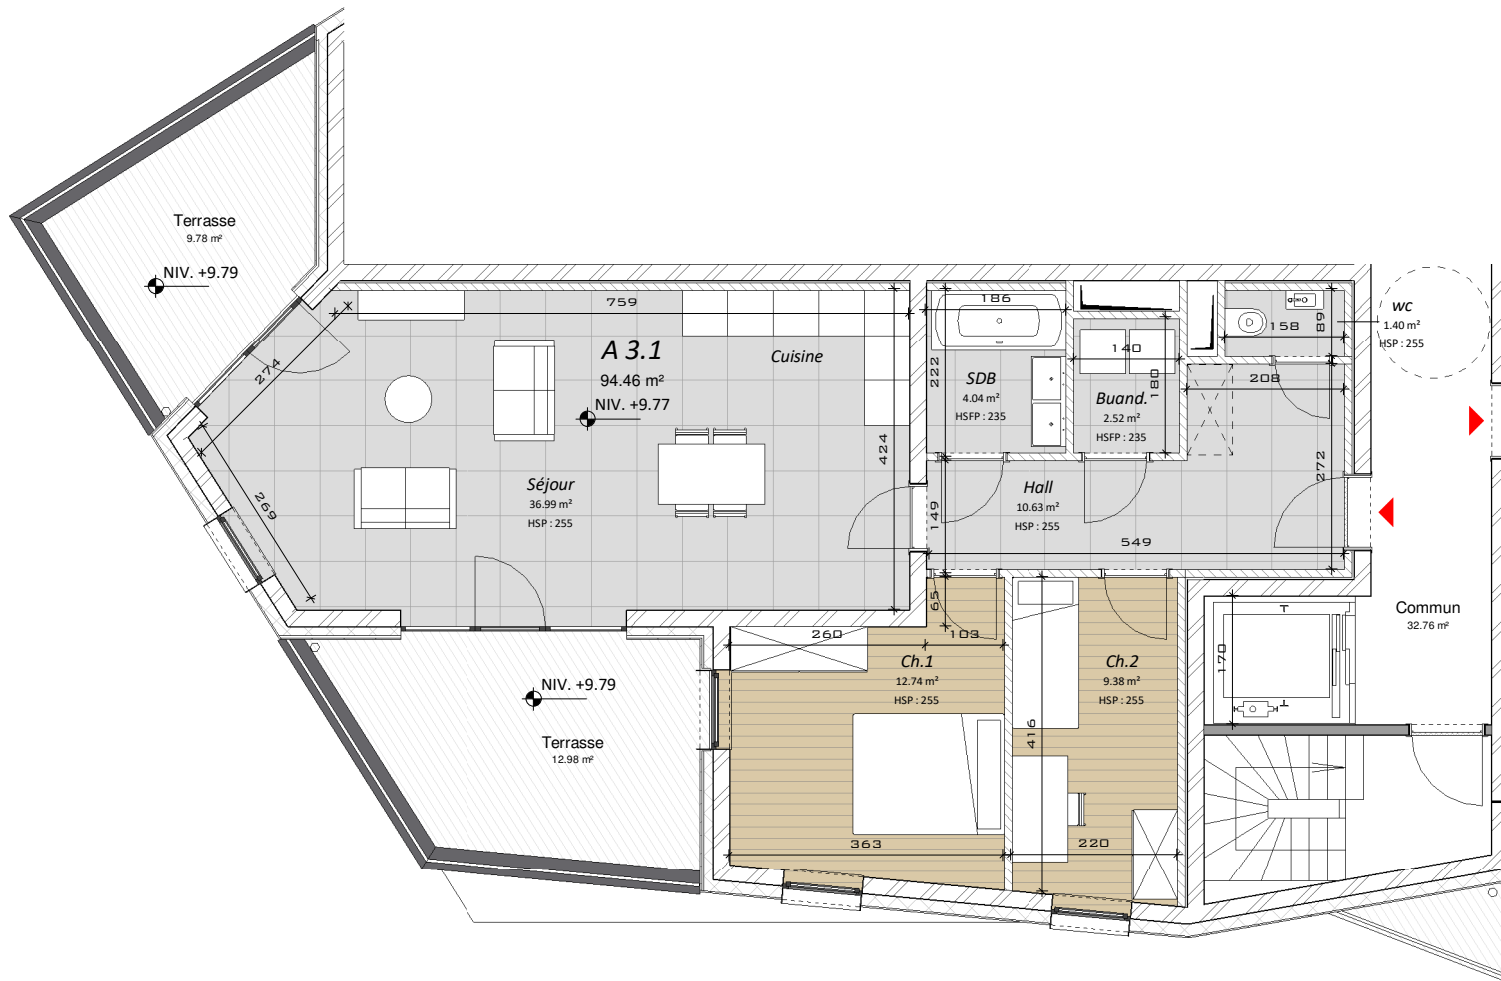 Terrasse
9.78 m²
NIV. +9.79
759
274
269
A 3.1
94.46 m²
NIV. +9.77
Cuisine
424
Séjour
36.99 m²
HSP : 255
186
222
SDB
4.04 m²
HSFP : 235
140
180
Buand.
2.52 m²
HSFP : 235
158
89
wc
1.40 m²
HSP : 255
208
272
149
Hall
10.63 m²
HSP : 255
549
65
260
103
Ch.1
12.74 m²
HSP : 255
Ch.2
9.38 m²
HSP : 255
416
363
220
170
Commun
32.76 m²
NIV. +9.79
Terrasse
12.98 m²